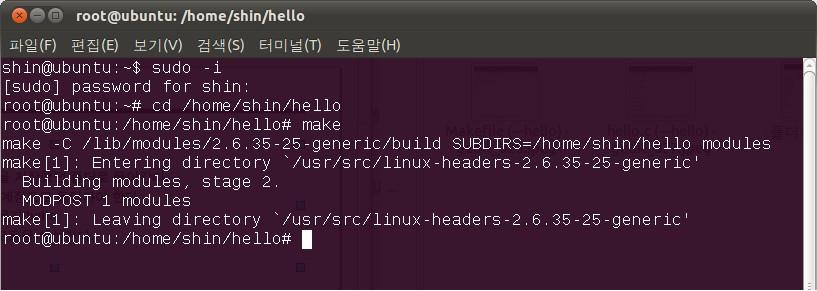 root@ubuntu: /home/shin/hello
파일(F) 편집(E) 보기(V) 검색(S) 터미널(T) 도움말(H)
shin@ubuntu:~$ sudo -i
[sudo] password for shin:
root@ubuntu:~# cd /home/shin/hello
root@ubuntu:/home/shin/hello# make
make -C /lib/modules/2.6.35-25-generic/build SUBDIRS=/home/shin/hello modules
make[1]: Entering directory `/usr/src/linux-headers-2.6.35-25-generic'
  Building modules, stage 2.
  MODPOST 1 modules
make[1]: Leaving directory `/usr/src/linux-headers-2.6.35-25-generic'
root@ubuntu:/home/shin/hello#